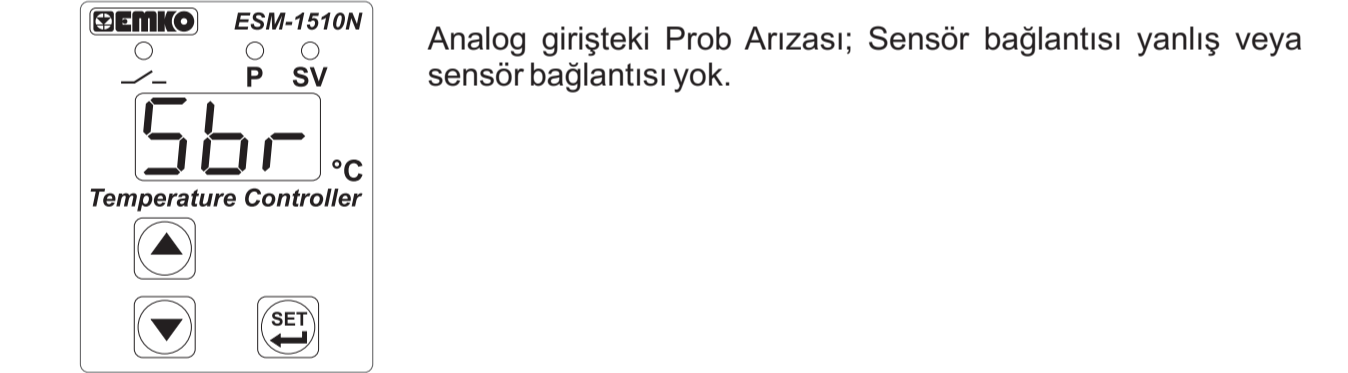 EMKO ESM-1510N
P SV
Sbr
°C
Temperature Controller
SET
Analog girişteki Prob Arızası; Sensör bağlantısı yanlış veya
sensör bağlantısı yok.